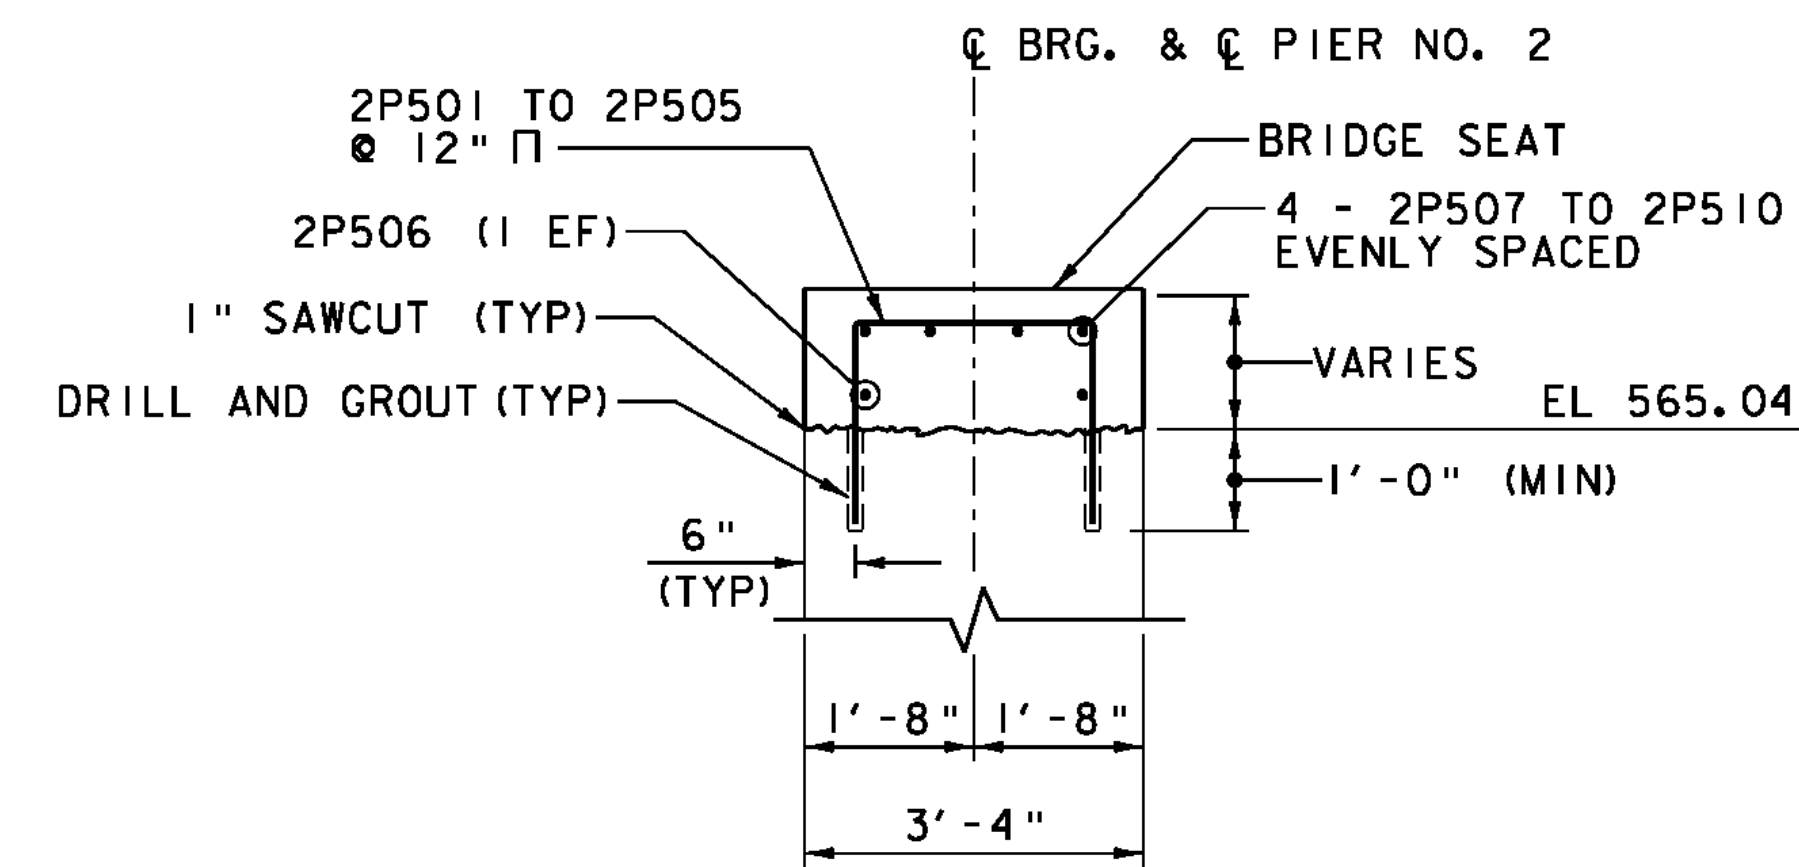 ℄ BRG. & ℄ PIER NO. 2
2P501 TO 2P505
@ 12" Π
BRIDGE SEAT
4 - 2P507 TO 2P510
EVENLY SPACED
2P506 (1 EF)
1" SAWCUT (TYP)
VARIES
DRILL AND GROUT (TYP)
EL 565.04
1'-0" (MIN)
6"
(TYP)
1'-8" 1'-8"
3'-4"